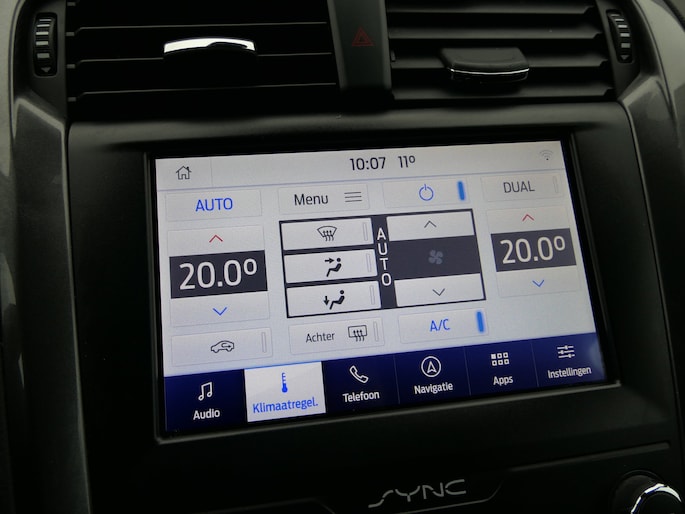 10:07 11°
AUTO
Menu
DUAL
20.0°
AUTO
20.0°
Achter
A/C
Audio
Klimaatregel.
Telefoon
Navigatie
Apps
Instellingen
SYNC